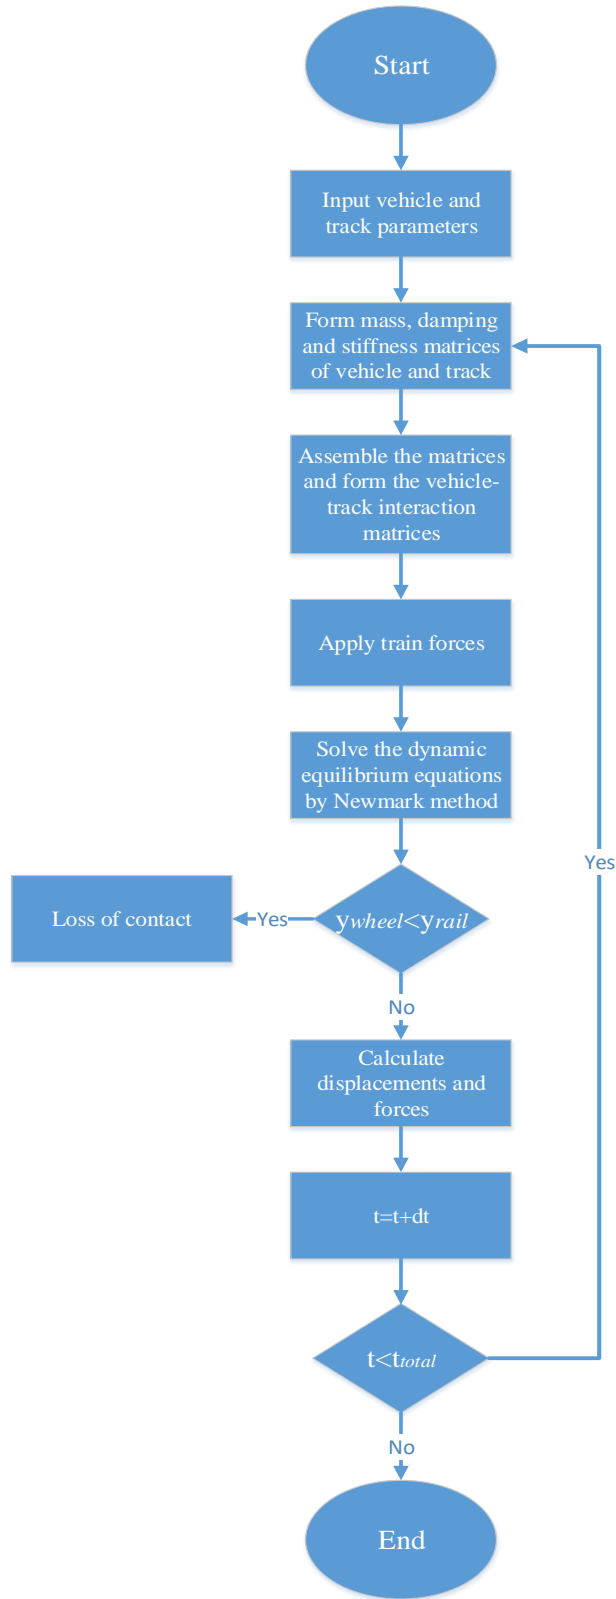 Start
Input vehicle and
track parameters
Form mass, damping
and stiffness matrices
of vehicle and track
Assemble the matrices
and form the vehicle-
track interaction
matrices
Apply train forces
Solve the dynamic
equilibrium equations
by Newmark method
Yes
Loss of contact
Yes
ywheel<yrail
No
Calculate
displacements and
forces
t=t+dt
t<ttotal
No
End